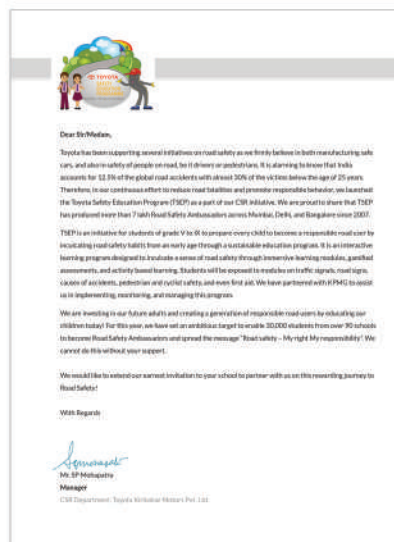 TOYOTA
Dear Sir/Madam,
Toyota has been supporting several initiatives on road safety as we firmly believe in both manufacturing safe
cars, and also in safety of people on road, be it drivers or pedestrians. It is alarming to know that India
accounts for 12.5% of the global road accidents with almost 50% of the victims below the age of 25 years.
Therefore, in our continuous effort to reduce road fatalities and promote responsible behavior, we launched
the Toyota Safety Education Program (TSEP) as a part of our CSR initiative. We are proud to share that TSEP
has produced more than 7 lakh Road Safety Ambassadors across Mumbai, Delhi, and Bangalore since 2007.
TSEP is an initiative for students of grade V to IX to prepare every child to become a responsible road user by
inculcating road safety habits from an early age through a sustainable education program. It is an interactive
learning program designed to inculcate a sense of road safety through immersive learning modules, gamified
assessments, and activity based learning. Students will be exposed to modules on traffic signals, road signs,
causes of accidents, pedestrian and cyclist safety, and even first aid. We have partnered with KPMG to assist
us in implementing, monitoring, and managing this program.
We are investing in our future adults and creating a generation of responsible road users by educating our
children today! For this year, we have set an ambitious target to enable 30,000 students from over 90 schools
to become Road Safety Ambassadors and spread the message "Road safety – My right My responsibility". We
cannot do this without your support.
We would like to extend our earnest invitation to your school to partner with us on this rewarding journey to
Road Safety!
With Regards
Mr. SP Mohapatra
Manager
CSR Department, Toyota Kirloskar Motors Pvt. Ltd